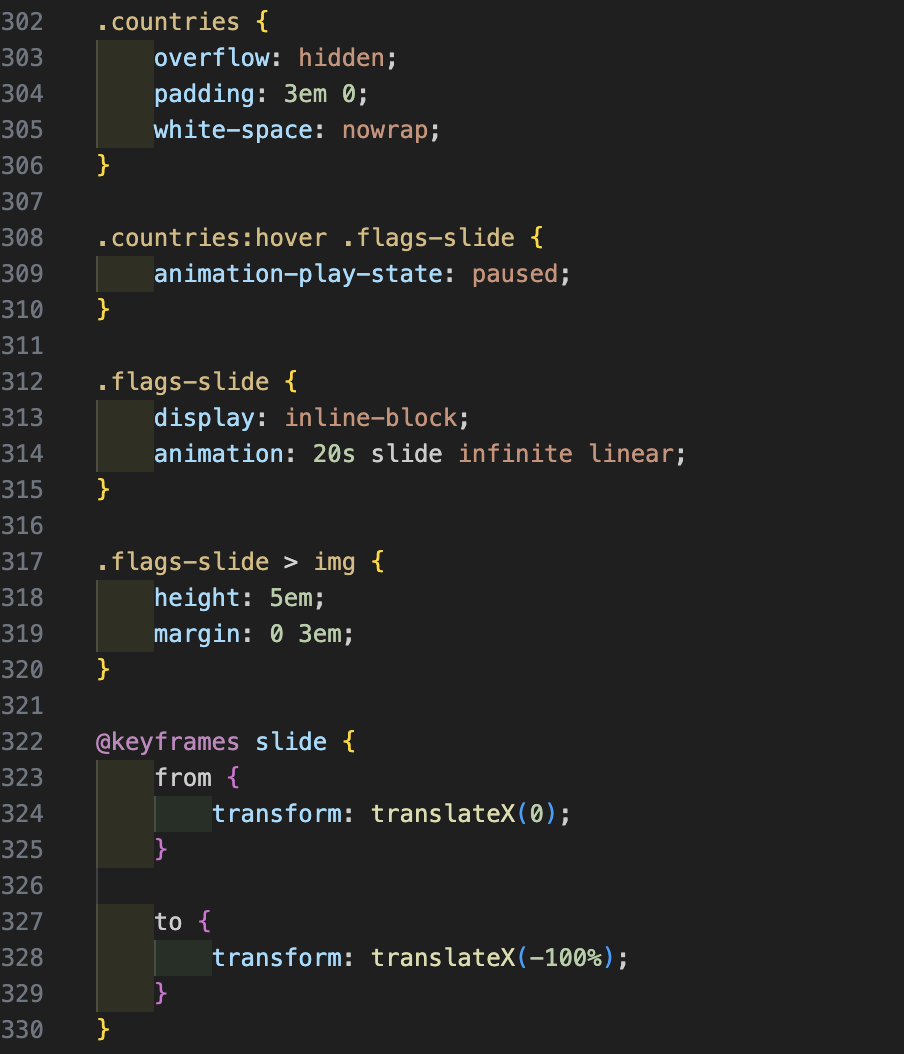 302 .countries {
303     overflow: hidden;
304     padding: 3em 0;
305     white-space: nowrap;
306 }
307
308 .countries:hover .flags-slide {
309     animation-play-state: paused;
310 }
311
312 .flags-slide {
313     display: inline-block;
314     animation: 20s slide infinite linear;
315 }
316
317 .flags-slide > img {
318     height: 5em;
319     margin: 0 3em;
320 }
321
322 @keyframes slide {
323     from {
324         transform: translateX(0);
325     }
326
327     to {
328         transform: translateX(-100%);
329     }
330 }